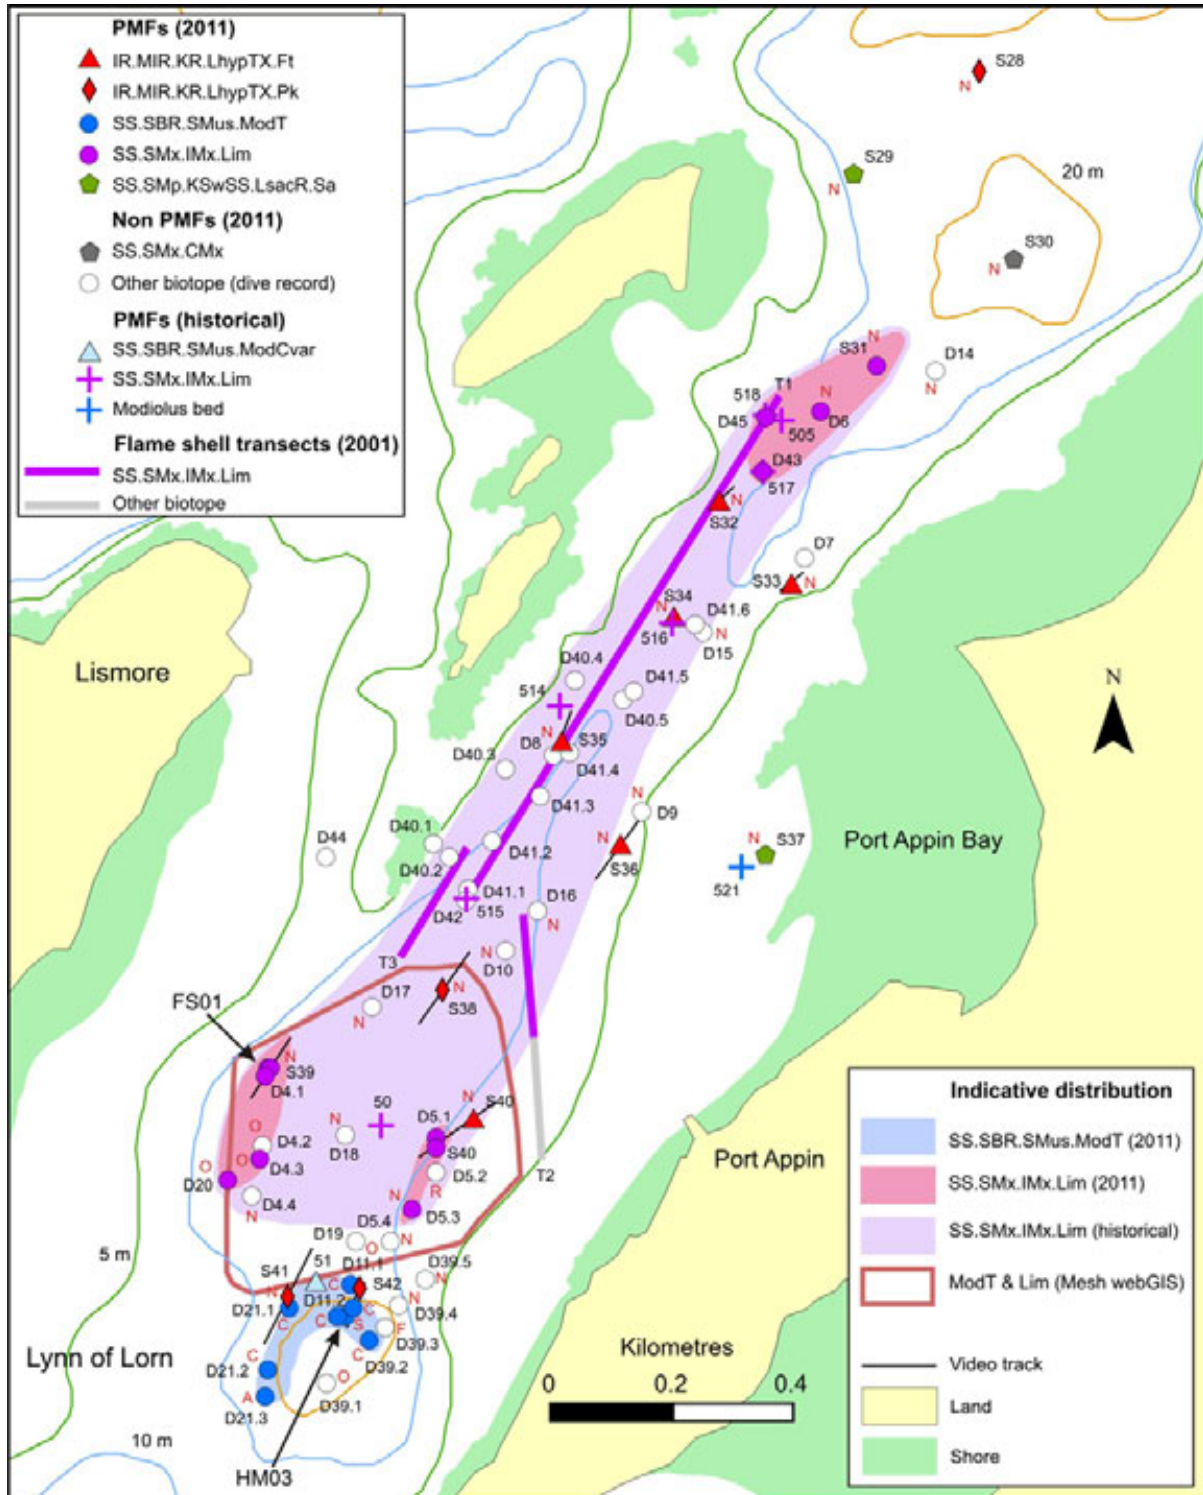 PMFs (2011)
IR.MIR.KR.LhypTX.Ft
IR.MIR.KR.LhypTX.Pk
SS.SBR.SMus.ModT
SS.SMx.IMx.Lim
SS.SMp.KSwSS.LsacR.Sa
Non PMFs (2011)
SS.SMx.CMx
Other biotope (dive record)
PMFs (historical)
SS.SBR.SMus.ModCvar
SS.SMx.IMx.Lim
Modiolus bed
Flame shell transects (2001)
SS.SMx.IMx.Lim
Other biotope
S28
N
S29
N
20 m
S30
N
N
S31
D14
N
T1
518
N
D45
505
D6
D43
517
N
S32
D7
S33
N
S34
N
D41.6
516
N
D15
D40.4
D41.5
514
D40.5
N
D8
S35
D40.3
D41.4
D41.3
N
D9
D40.1
D44
D41.2
N
S36
D40.2
N
S37
521
D41.1
D42
515
D16
N
T3
N
D10
Lismore
Port Appin Bay
N
FS01
D17
N
N
S38
N
S39
D4.1
N
S40
50
N
D5.1
O
D4.2
D18
S40
O
O
D4.3
D5.2
D20
R
T2
D4.4
N
N
D5.3
D19
D5.4
O
N
Port Appin
5 m
S41
51
D11.1
D39.5
N
C
S42
N
D21.1
D11.2
C
N
D39.4
C
C
S
F
D39.3
Lynn of Lorn
C
D21.2
C
D39.2
A
O
D21.3
D39.1
10 m
HM03
Kilometres
0
0.2
0.4
Indicative distribution
SS.SBR.SMus.ModT (2011)
SS.SMx.IMx.Lim (2011)
SS.SMx.IMx.Lim (historical)
ModT & Lim (Mesh webGIS)
Video track
Land
Shore